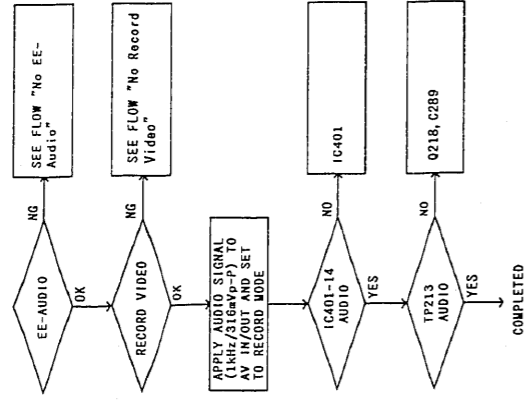 EE-AUDIO
NG
SEE FLOW "No EE-
Audio"
OK
RECORD VIDEO
NG
SEE FLOW "No Record
Video"
OK
APPLY AUDIO SIGNAL
(1kHz/316mVp-P) TO
AV IN/OUT AND SET
TO RECORD MODE
IC401-14
AUDIO
NO
IC401
YES
TP213
AUDIO
NO
Q218, C289
YES
COMPLETED